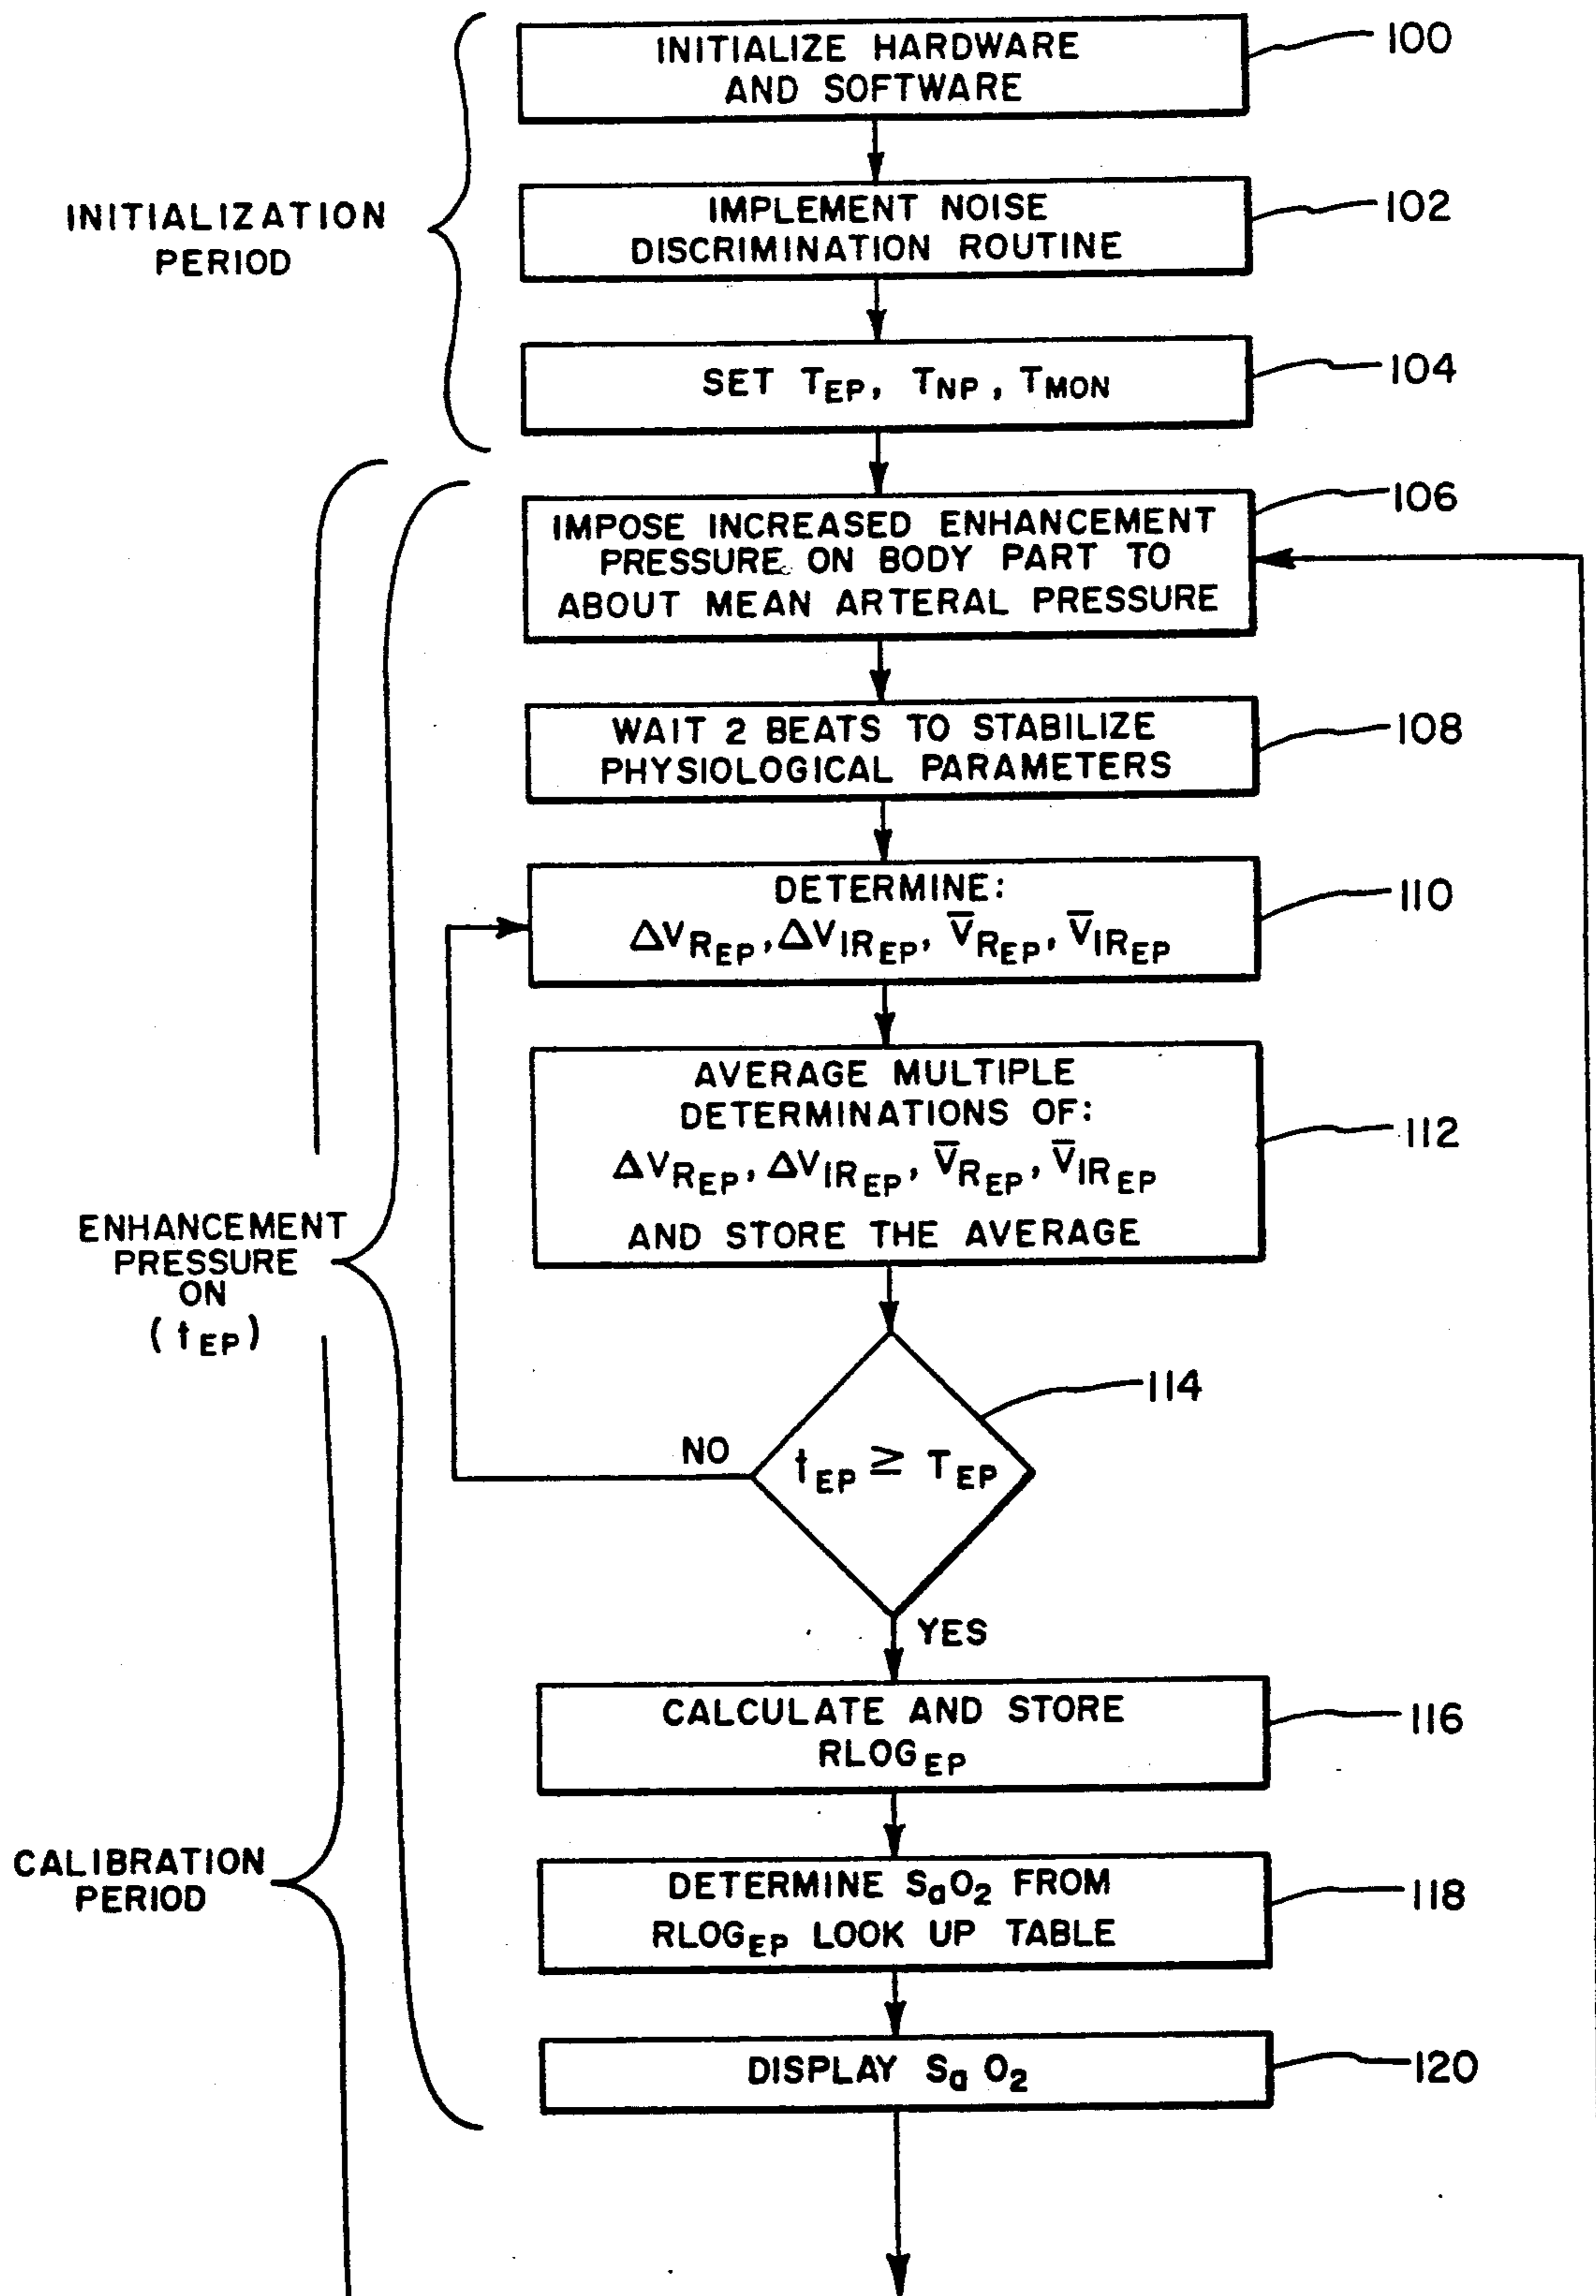 INITIALIZE HARDWARE
AND SOFTWARE
100
IMPLEMENT NOISE
DISCRIMINATION ROUTINE
102
INITIALIZATION
PERIOD
SET TEP, TNP, TMON
104
IMPOSE INCREASED ENHANCEMENT
PRESSURE ON BODY PART TO
ABOUT MEAN ARTERAL PRESSURE
106
WAIT 2 BEATS TO STABILIZE
PHYSIOLOGICAL PARAMETERS
108
DETERMINE:
ΔVREP, ΔVIREP, V̅REP, V̅IREP
110
AVERAGE MULTIPLE
DETERMINATIONS OF:
ΔVREP, ΔVIREP, V̅REP, V̅IREP
AND STORE THE AVERAGE
112
ENHANCEMENT
PRESSURE
ON
(tEP)
tEP ≥ TEP
114
NO
YES
CALCULATE AND STORE
RLOGEP
116
CALIBRATION
PERIOD
DETERMINE SaO2 FROM
RLOGEP LOOK UP TABLE
118
DISPLAY SaO2
120